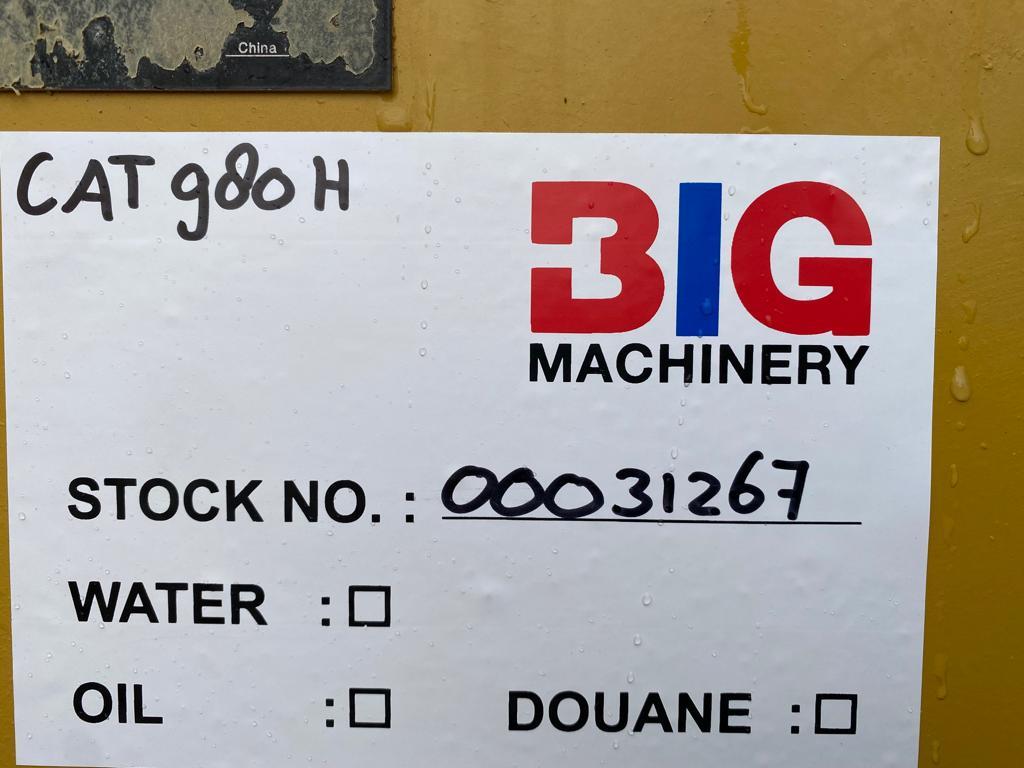 China
CAT 980 H
BIG
MACHINERY
STOCK NO. : 00031267
WATER : ☐
OIL : ☐ DOUANE : ☐